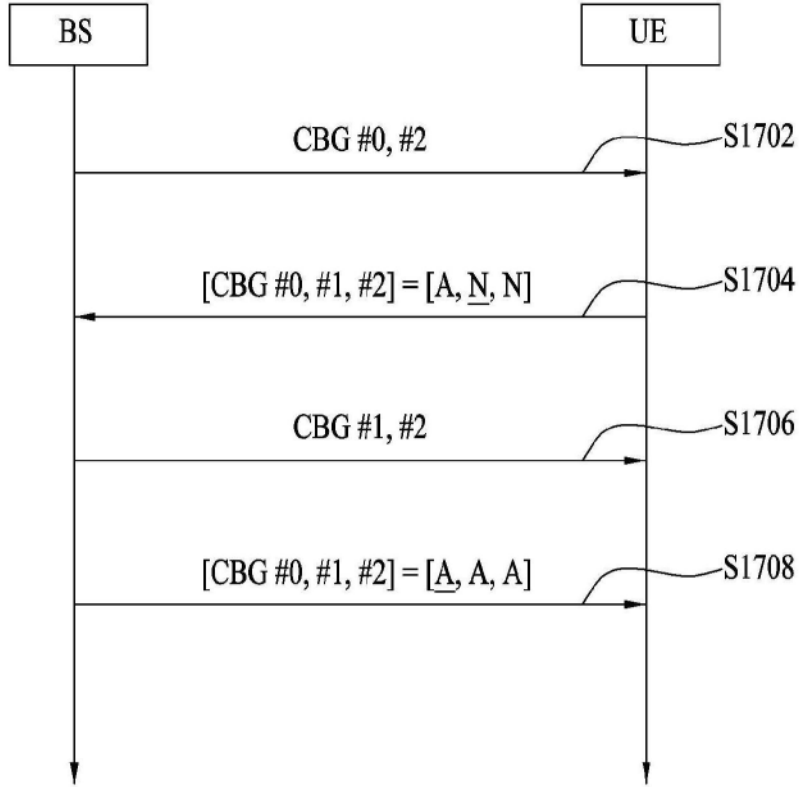 BS
UE
CBG #0, #2
S1702
[CBG #0, #1, #2] = [A, N, N]
S1704
CBG #1, #2
S1706
[CBG #0, #1, #2] = [A, A, A]
S1708